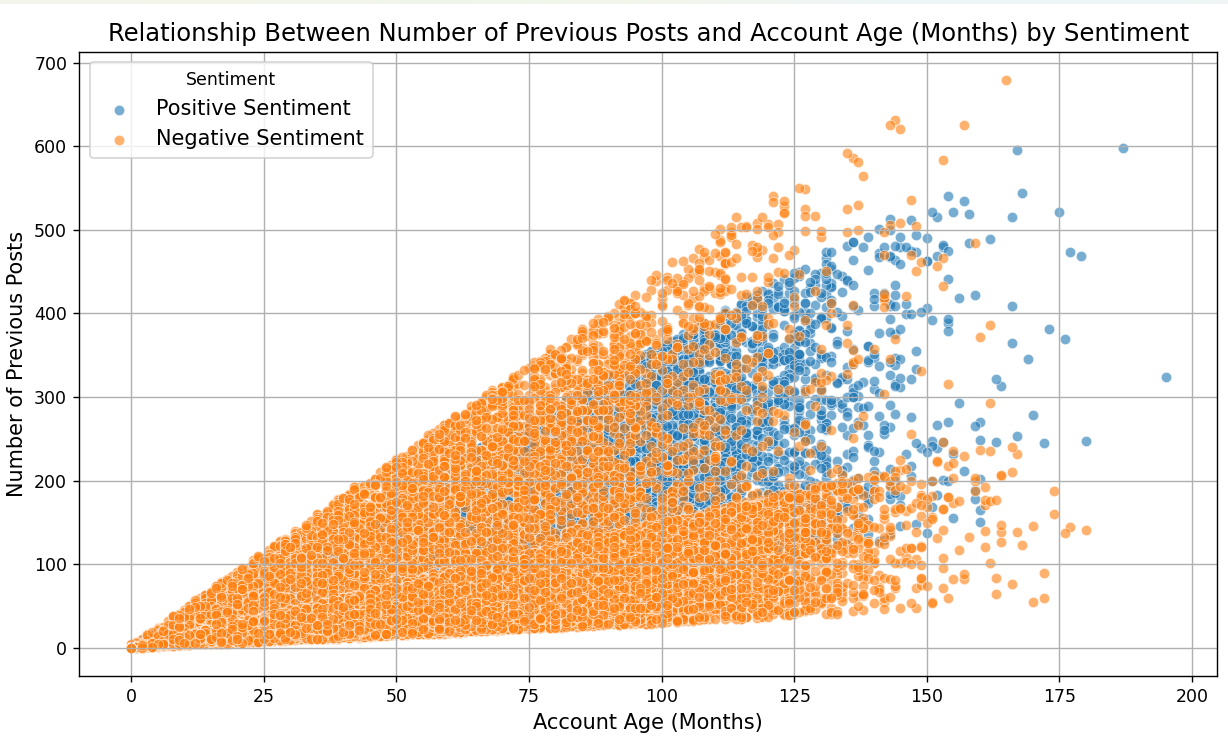 Relationship Between Number of Previous Posts and Account Age (Months) by Sentiment
Sentiment
Positive Sentiment
Negative Sentiment
Number of Previous Posts
700
600
500
400
300
200
100
0
0
25
50
75
100
125
150
175
200
Account Age (Months)